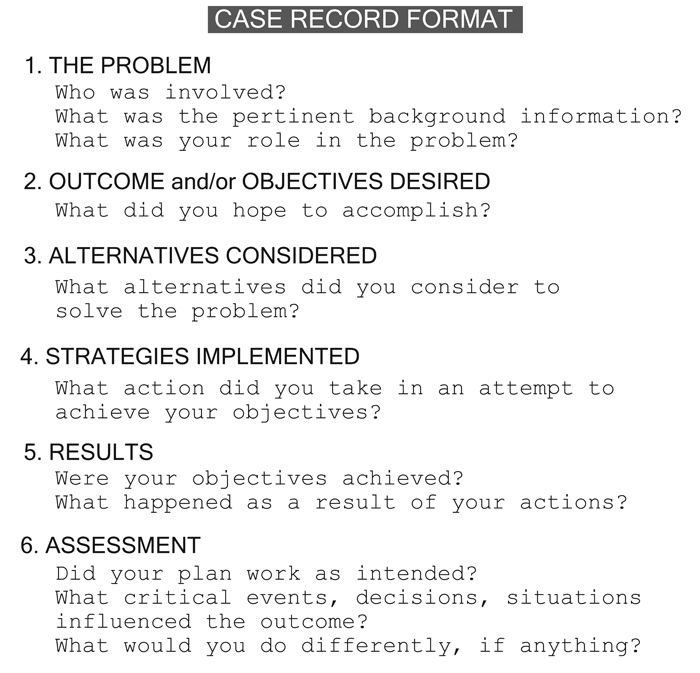 CASE RECORD FORMAT
1. THE PROBLEM
Who was involved?
What was the pertinent background information?
What was your role in the problem?
2. OUTCOME and/or OBJECTIVES DESIRED
What did you hope to accomplish?
3. ALTERNATIVES CONSIDERED
What alternatives did you consider to
solve the problem?
4. STRATEGIES IMPLEMENTED
What action did you take in an attempt to
achieve your objectives?
5. RESULTS
Were your objectives achieved?
What happened as a result of your actions?
6. ASSESSMENT
Did your plan work as intended?
What critical events, decisions, situations
influenced the outcome?
What would you do differently, if anything?